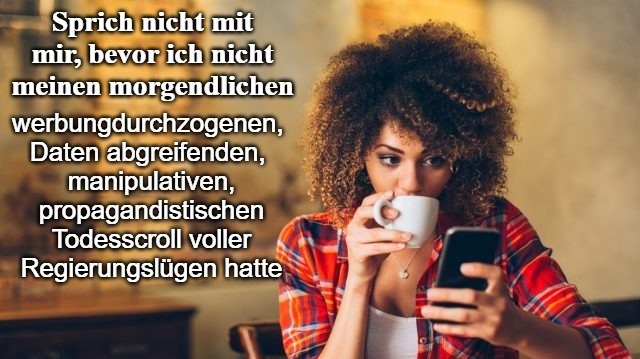 Sprich nicht mit
mir, bevor ich nicht
meinen morgendlichen
werbungdurchzogenen,
Daten abgreifenden,
manipulativen,
propagandistischen
Todesscroll voller
Regierungslügen hatte